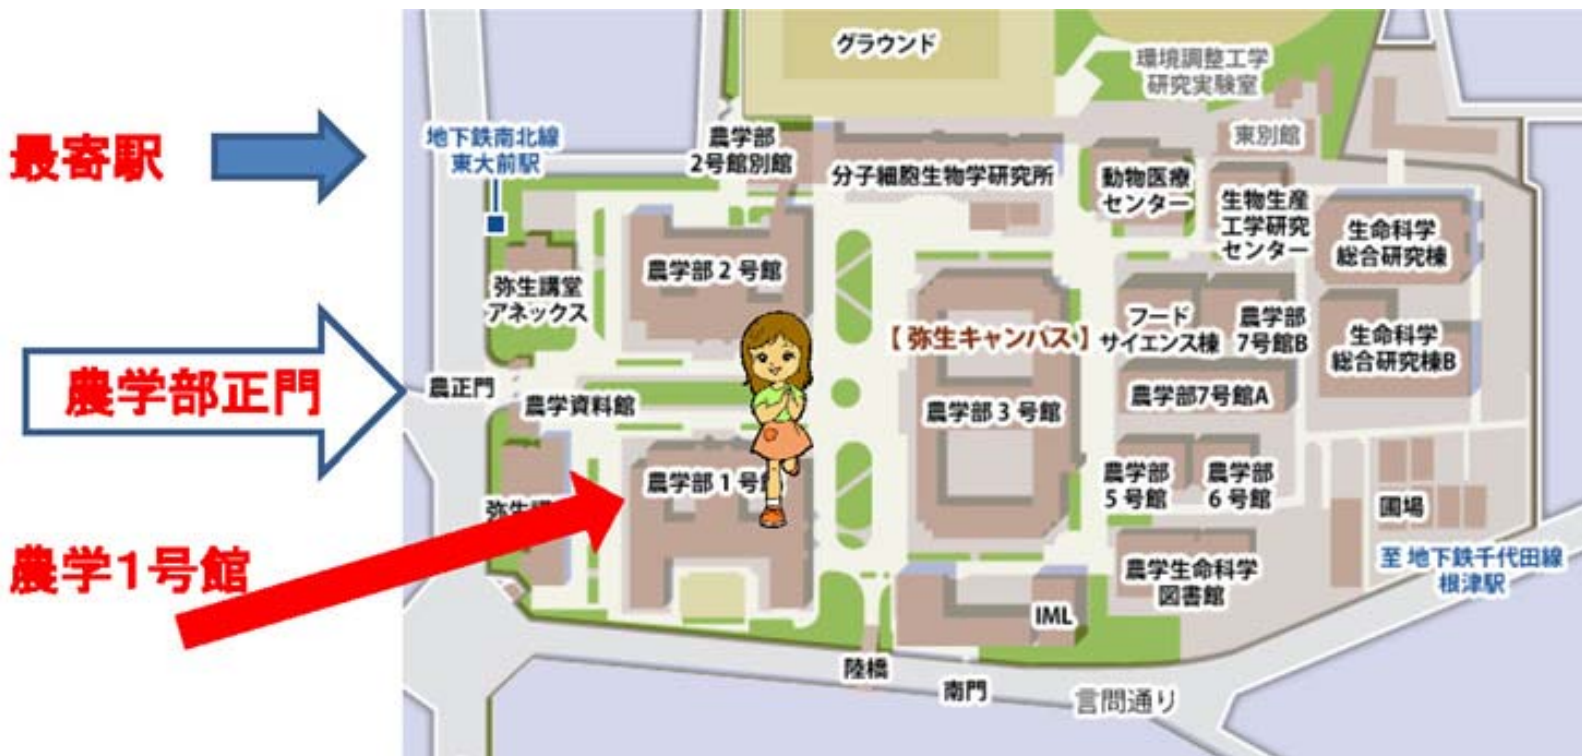 グラウンド
環境調整工学
研究実験室
最寄駅
地下鉄南北線
東大前駅
農学部
2号館別館
分子細胞生物学研究所
動物医療
センター
東別館
生物生産
工学研究
センター
生命科学
総合研究棟
農学部2号館
弥生講堂
アネックス
【弥生キャンパス】
フード
サイエンス棟
農学部
7号館B
生命科学
総合研究棟B
農学部正門
農正門
農学資料館
農学部3号館
農学部7号館A
農学部1号
弥生
農学部
5号館
農学部
6号館
圃場
農学1号館
農学生命科学
図書館
至 地下鉄千代田線
根津駅
IML
陸橋
南門
言問通り